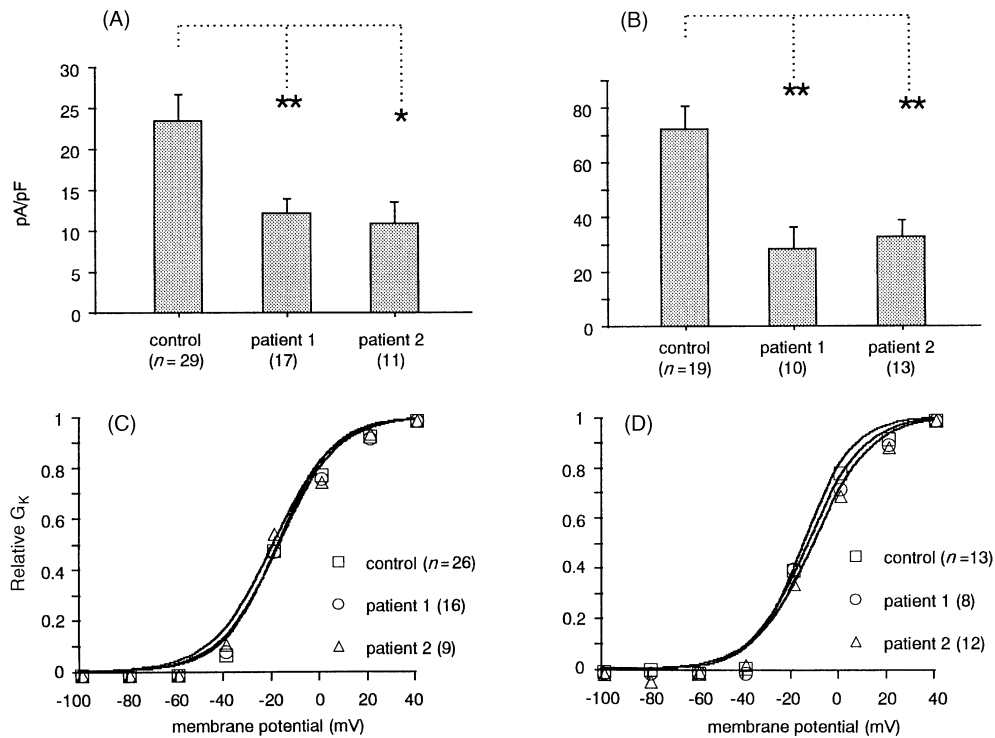 (A)
30
25
20
15
10
5
0
pA/pF
** *
control patient 1 patient 2
(n = 29) (17) (11)
(B)
80
60
40
20
0
** **
control patient 1 patient 2
(n = 19) (10) (13)
(C)
1
0.8
0.6
0.4
0.2
0
Relative GK
control (n = 26)
patient 1 (16)
patient 2 (9)
-100 -80 -60 -40 -20 0 20 40
membrane potential (mV)
(D)
1
0.8
0.6
0.4
0.2
0
control (n = 13)
patient 1 (8)
patient 2 (12)
-100 -80 -60 -40 -20 0 20 40
membrane potential (mV)